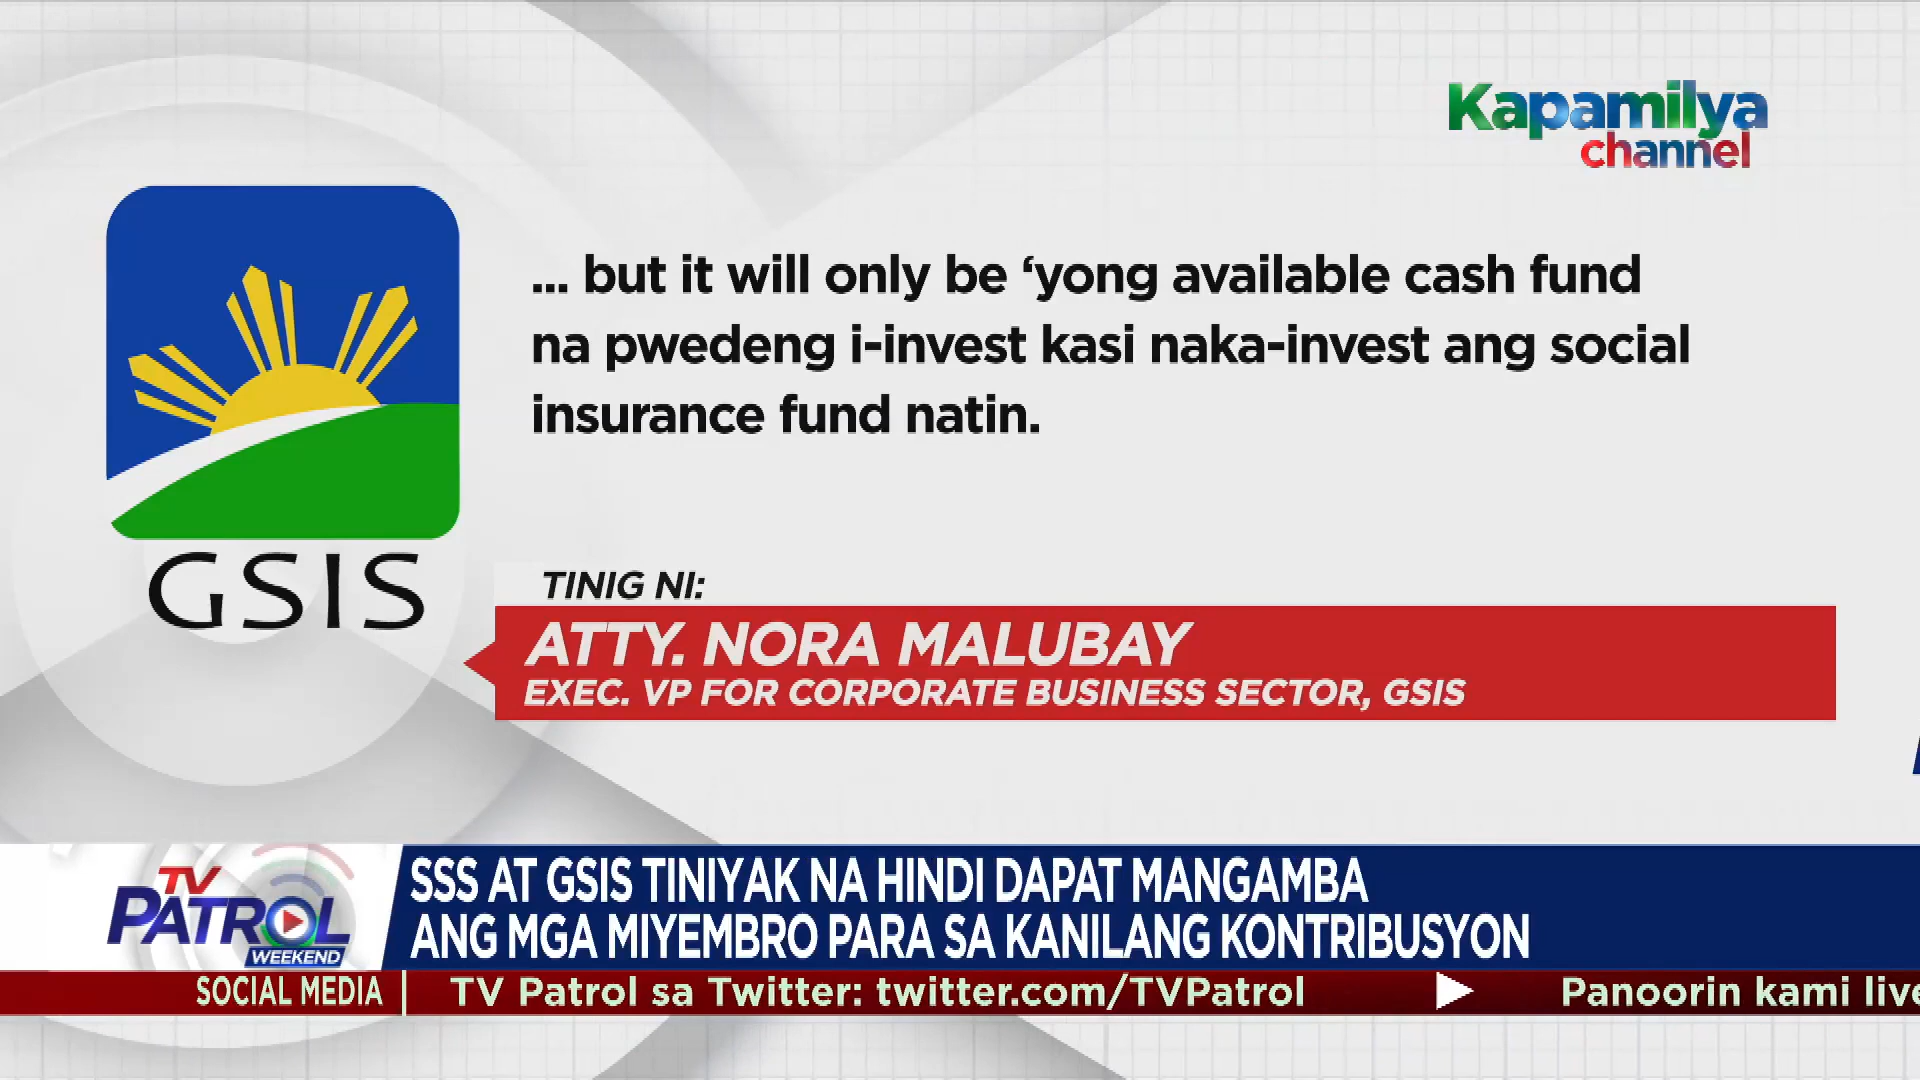 Kapamilya
channel
... but it will only be ‘yong available cash fund
na pwedeng i-invest kasi naka-invest ang social
insurance fund natin.
GSIS
TINIG NI:
ATTY. NORA MALUBAY
EXEC. VP FOR CORPORATE BUSINESS SECTOR, GSIS
TV
PATROL
WEEKEND
SSS AT GSIS TINIYAK NA HINDI DAPAT MANGAMBA
ANG MGA MIYEMBRO PARA SA KANILANG KONTRIBUSYON
SOCIAL MEDIA TV Patrol sa Twitter: twitter.com/TVPatrol Panoorin kami live